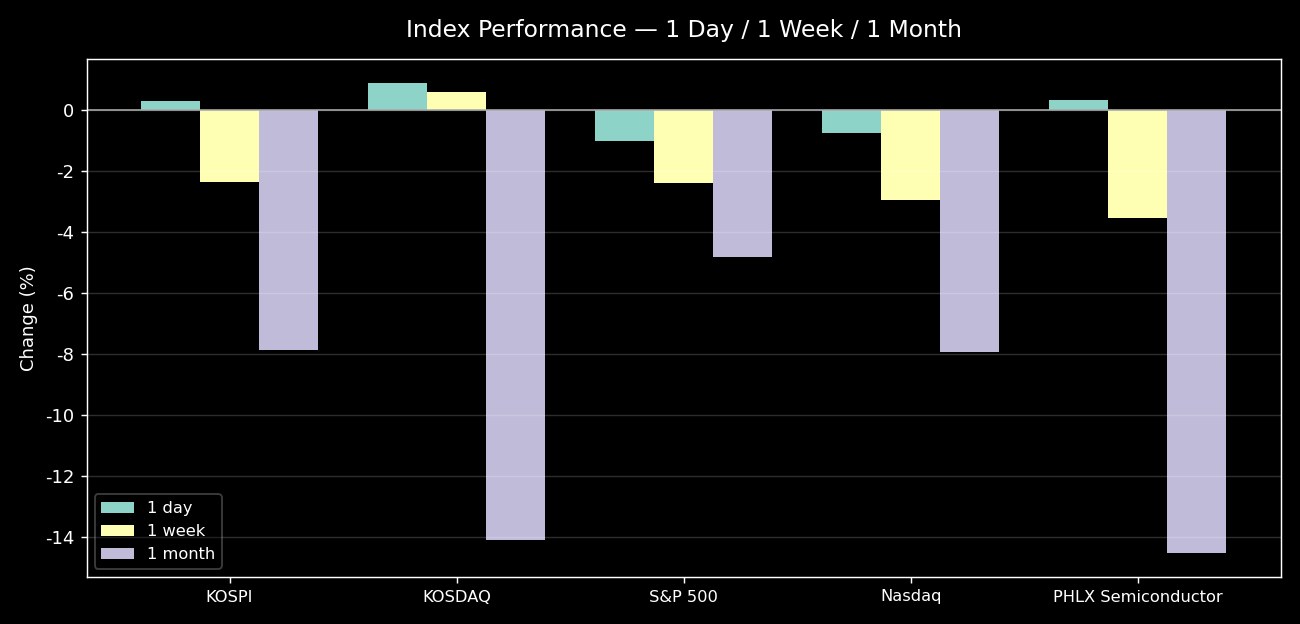 Index Performance — 1 Day / 1 Week / 1 Month
Change (%)
0
-2
-4
-6
-8
-10
-12
-14
1 day
1 week
1 month
KOSPI
KOSDAQ
S&P 500
Nasdaq
PHLX Semiconductor